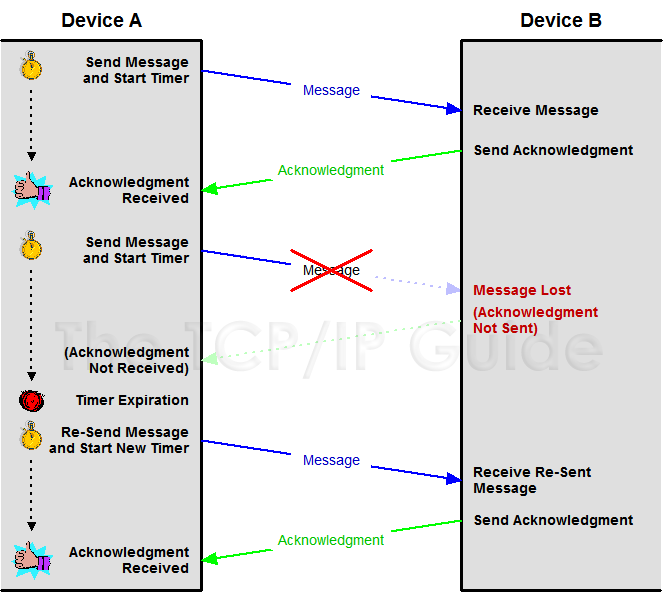 Device A
Device B
Send Message
and Start Timer
Message
Receive Message
Send Acknowledgment
Acknowledgment
Acknowledgment
Received
Send Message
and Start Timer
Message
Message Lost
(Acknowledgment
Not Sent)
The TCP/IP Guide
(Acknowledgment
Not Received)
Timer Expiration
Re-Send Message
and Start New Timer
Message
Receive Re-Sent
Message
Send Acknowledgment
Acknowledgment
Acknowledgment
Received